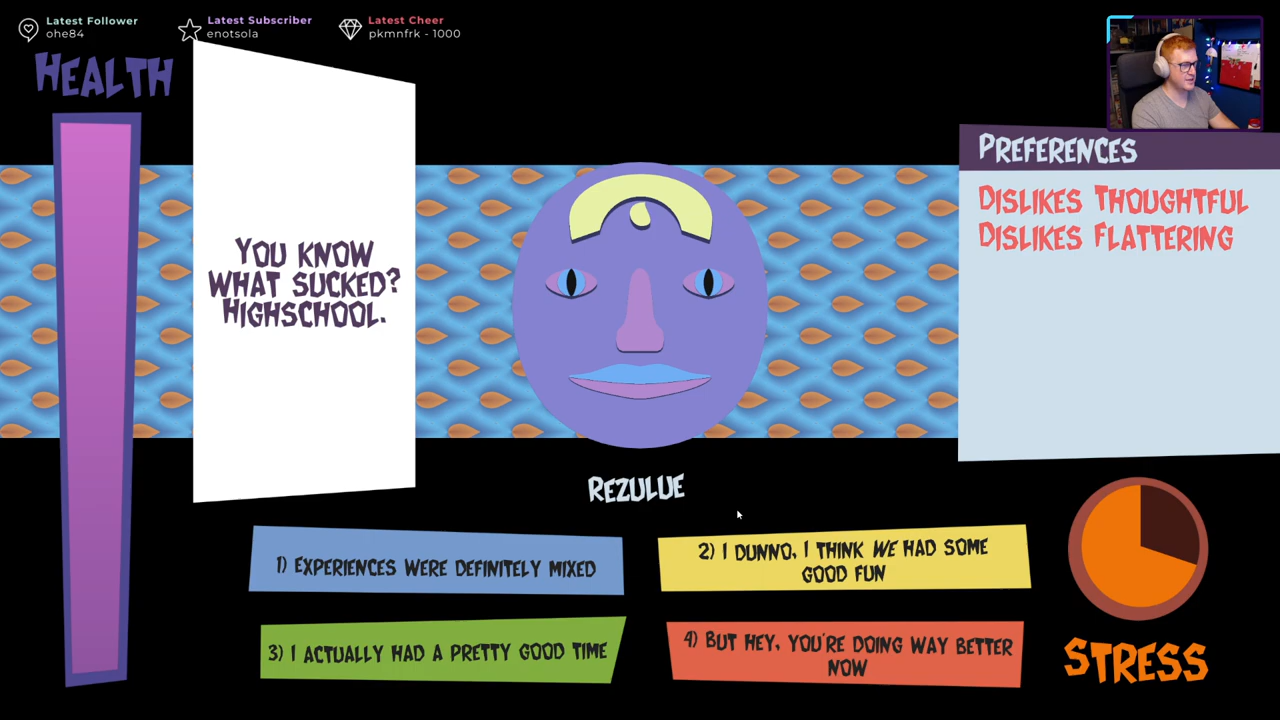 Latest Follower
ohe84
Latest Subscriber
enotsola
Latest Cheer
pkmnfrk - 1000
HEALTH
YOU KNOW
WHAT SUCKED?
HIGHSCHOOL.
PREFERENCES
DISLIKES THOUGHTFUL
DISLIKES FLATTERING
REZULUE
1) EXPERIENCES WERE DEFINITELY MIXED
2) I DUNNO, I THINK WE HAD SOME
GOOD FUN
3) I ACTUALLY HAD A PRETTY GOOD TIME
4) BUT HEY, YOU'RE DOING WAY BETTER
NOW
STRESS